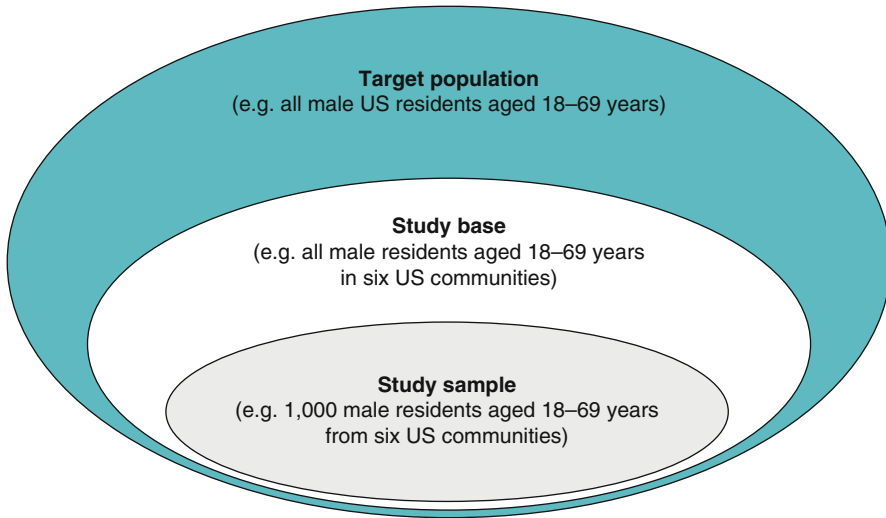 Target population
(e.g. all male US residents aged 18–69 years)
Study base
(e.g. all male residents aged 18–69 years
in six US communities)
Study sample
(e.g. 1,000 male residents aged 18–69 years
from six US communities)